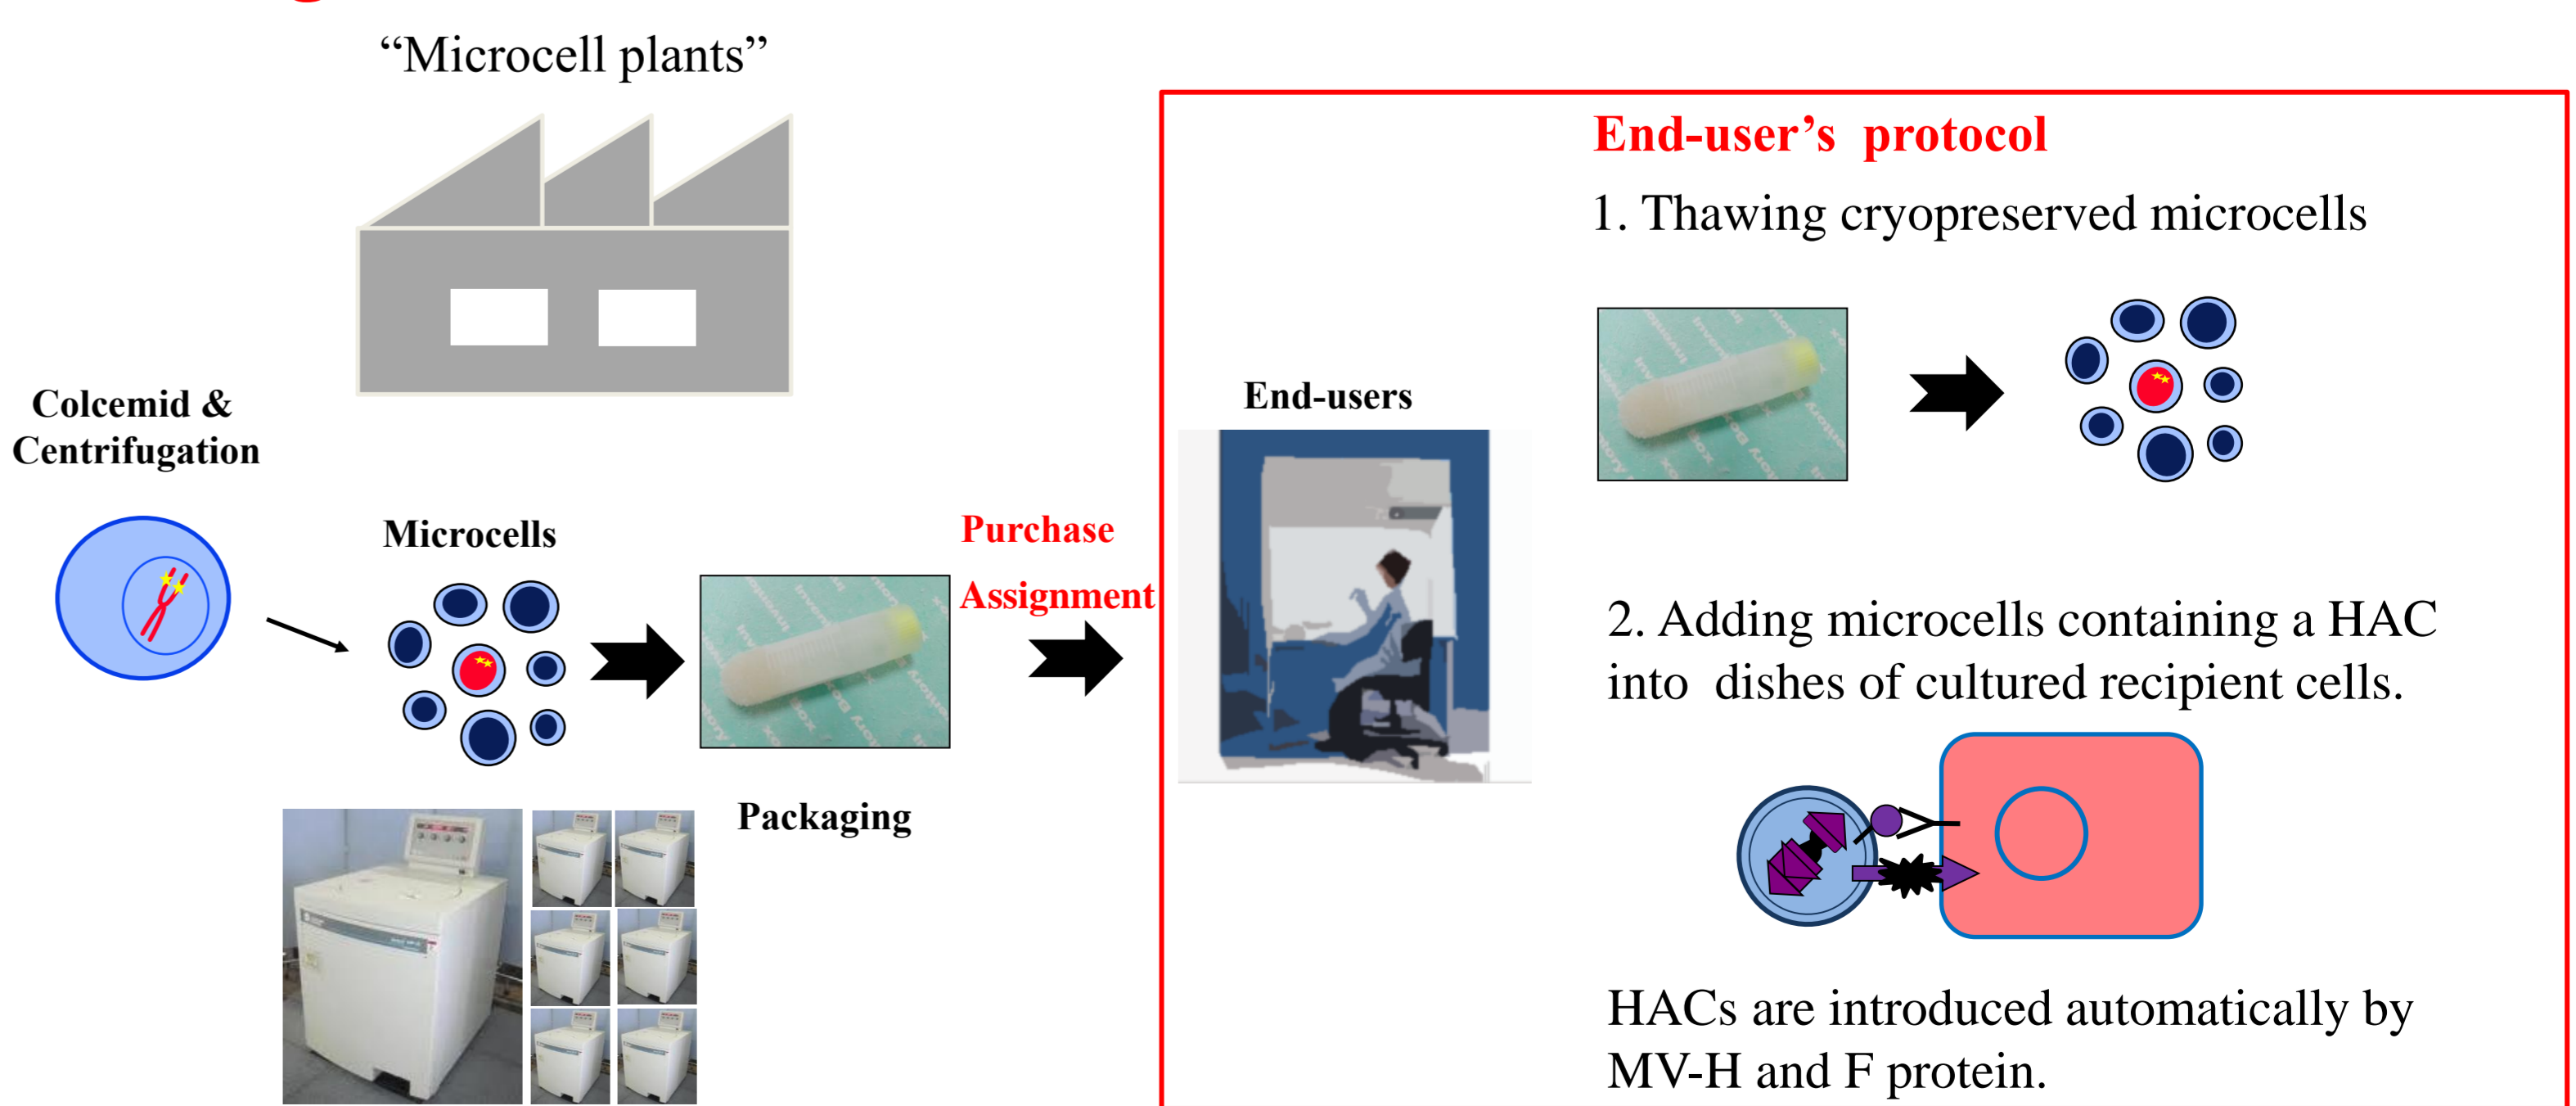 “Microcell plants”
Colcemid &
Centrifugation
Microcells
Packaging
Purchase
Assignment
End-users
End-user’s protocol
1. Thawing cryopreserved microcells
2. Adding microcells containing a HAC
into dishes of cultured recipient cells.
HACs are introduced automatically by
MV-H and F protein.